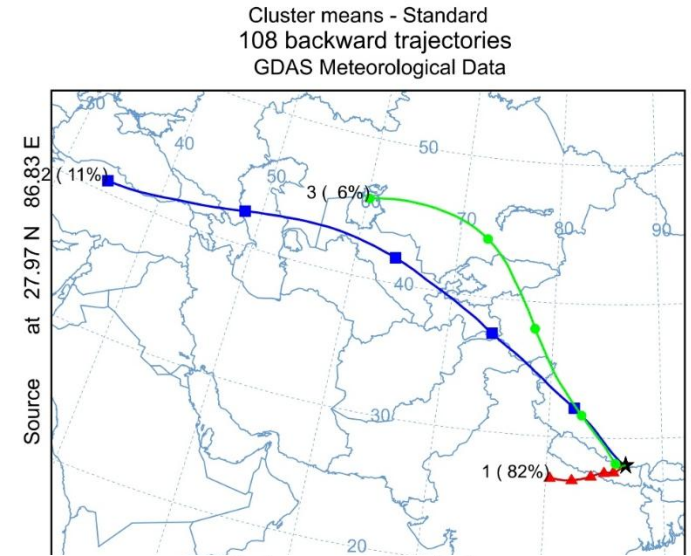 Cluster means - Standard
108 backward trajectories
GDAS Meteorological Data
Source at 27.97 N 86.83 E
30
40
50
50
2 ( 11%)
3 ( 6%)
60
70
80
90
40
30
1 ( 82%)
20